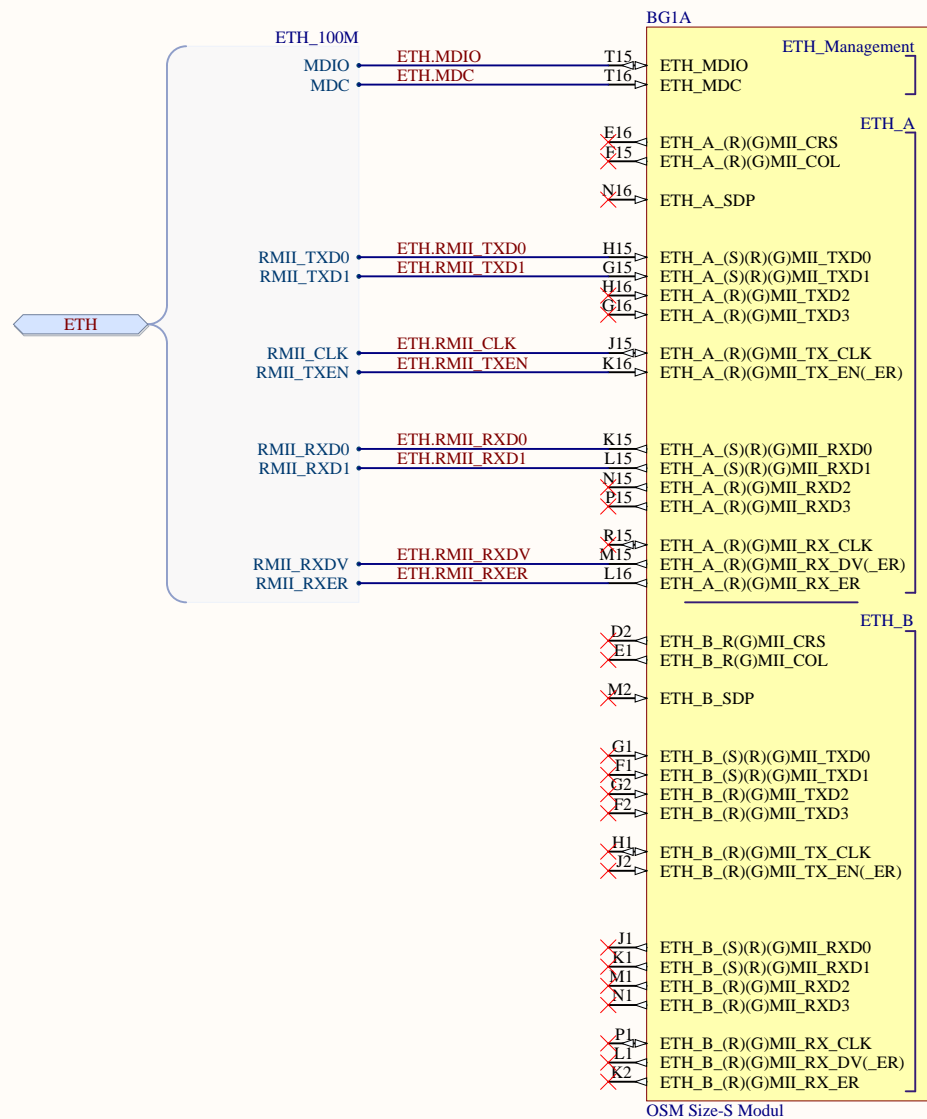 BG1A
ETH_100M
ETH_Management
MDIO ETH.MDIO T15 ETH_MDIO
MDC ETH.MDC T16 ETH_MDC
ETH_A
E16 ETH_A_(R)(G)MII_CRS
F15 ETH_A_(R)(G)MII_COL
N16 ETH_A_SDP
RMII_TXD0 ETH.RMII_TXD0 H15 ETH_A_(S)(R)(G)MII_TXD0
RMII_TXD1 ETH.RMII_TXD1 G15 ETH_A_(S)(R)(G)MII_TXD1
H16 ETH_A_(R)(G)MII_TXD2
G16 ETH_A_(R)(G)MII_TXD3
ETH
RMII_CLK ETH.RMII_CLK J15 ETH_A_(R)(G)MII_TX_CLK
RMII_TXEN ETH.RMII_TXEN K16 ETH_A_(R)(G)MII_TX_EN(_ER)
RMII_RXD0 ETH.RMII_RXD0 K15 ETH_A_(S)(R)(G)MII_RXD0
RMII_RXD1 ETH.RMII_RXD1 L15 ETH_A_(S)(R)(G)MII_RXD1
N15 ETH_A_(R)(G)MII_RXD2
P15 ETH_A_(R)(G)MII_RXD3
R15 ETH_A_(R)(G)MII_RX_CLK
RMII_RXDV ETH.RMII_RXDV M15 ETH_A_(R)(G)MII_RX_DV(_ER)
RMII_RXER ETH.RMII_RXER L16 ETH_A_(R)(G)MII_RX_ER
ETH_B
D2 ETH_B_R(G)MII_CRS
E1 ETH_B_R(G)MII_COL
M2 ETH_B_SDP
G1 ETH_B_(S)(R)(G)MII_TXD0
F1 ETH_B_(S)(R)(G)MII_TXD1
G2 ETH_B_(R)(G)MII_TXD2
F2 ETH_B_(R)(G)MII_TXD3
H1 ETH_B_(R)(G)MII_TX_CLK
J2 ETH_B_(R)(G)MII_TX_EN(_ER)
J1 ETH_B_(S)(R)(G)MII_RXD0
K1 ETH_B_(S)(R)(G)MII_RXD1
M1 ETH_B_(R)(G)MII_RXD2
N1 ETH_B_(R)(G)MII_RXD3
P1 ETH_B_(R)(G)MII_RX_CLK
L1 ETH_B_(R)(G)MII_RX_DV(_ER)
K2 ETH_B_(R)(G)MII_RX_ER
OSM Size-S Modul